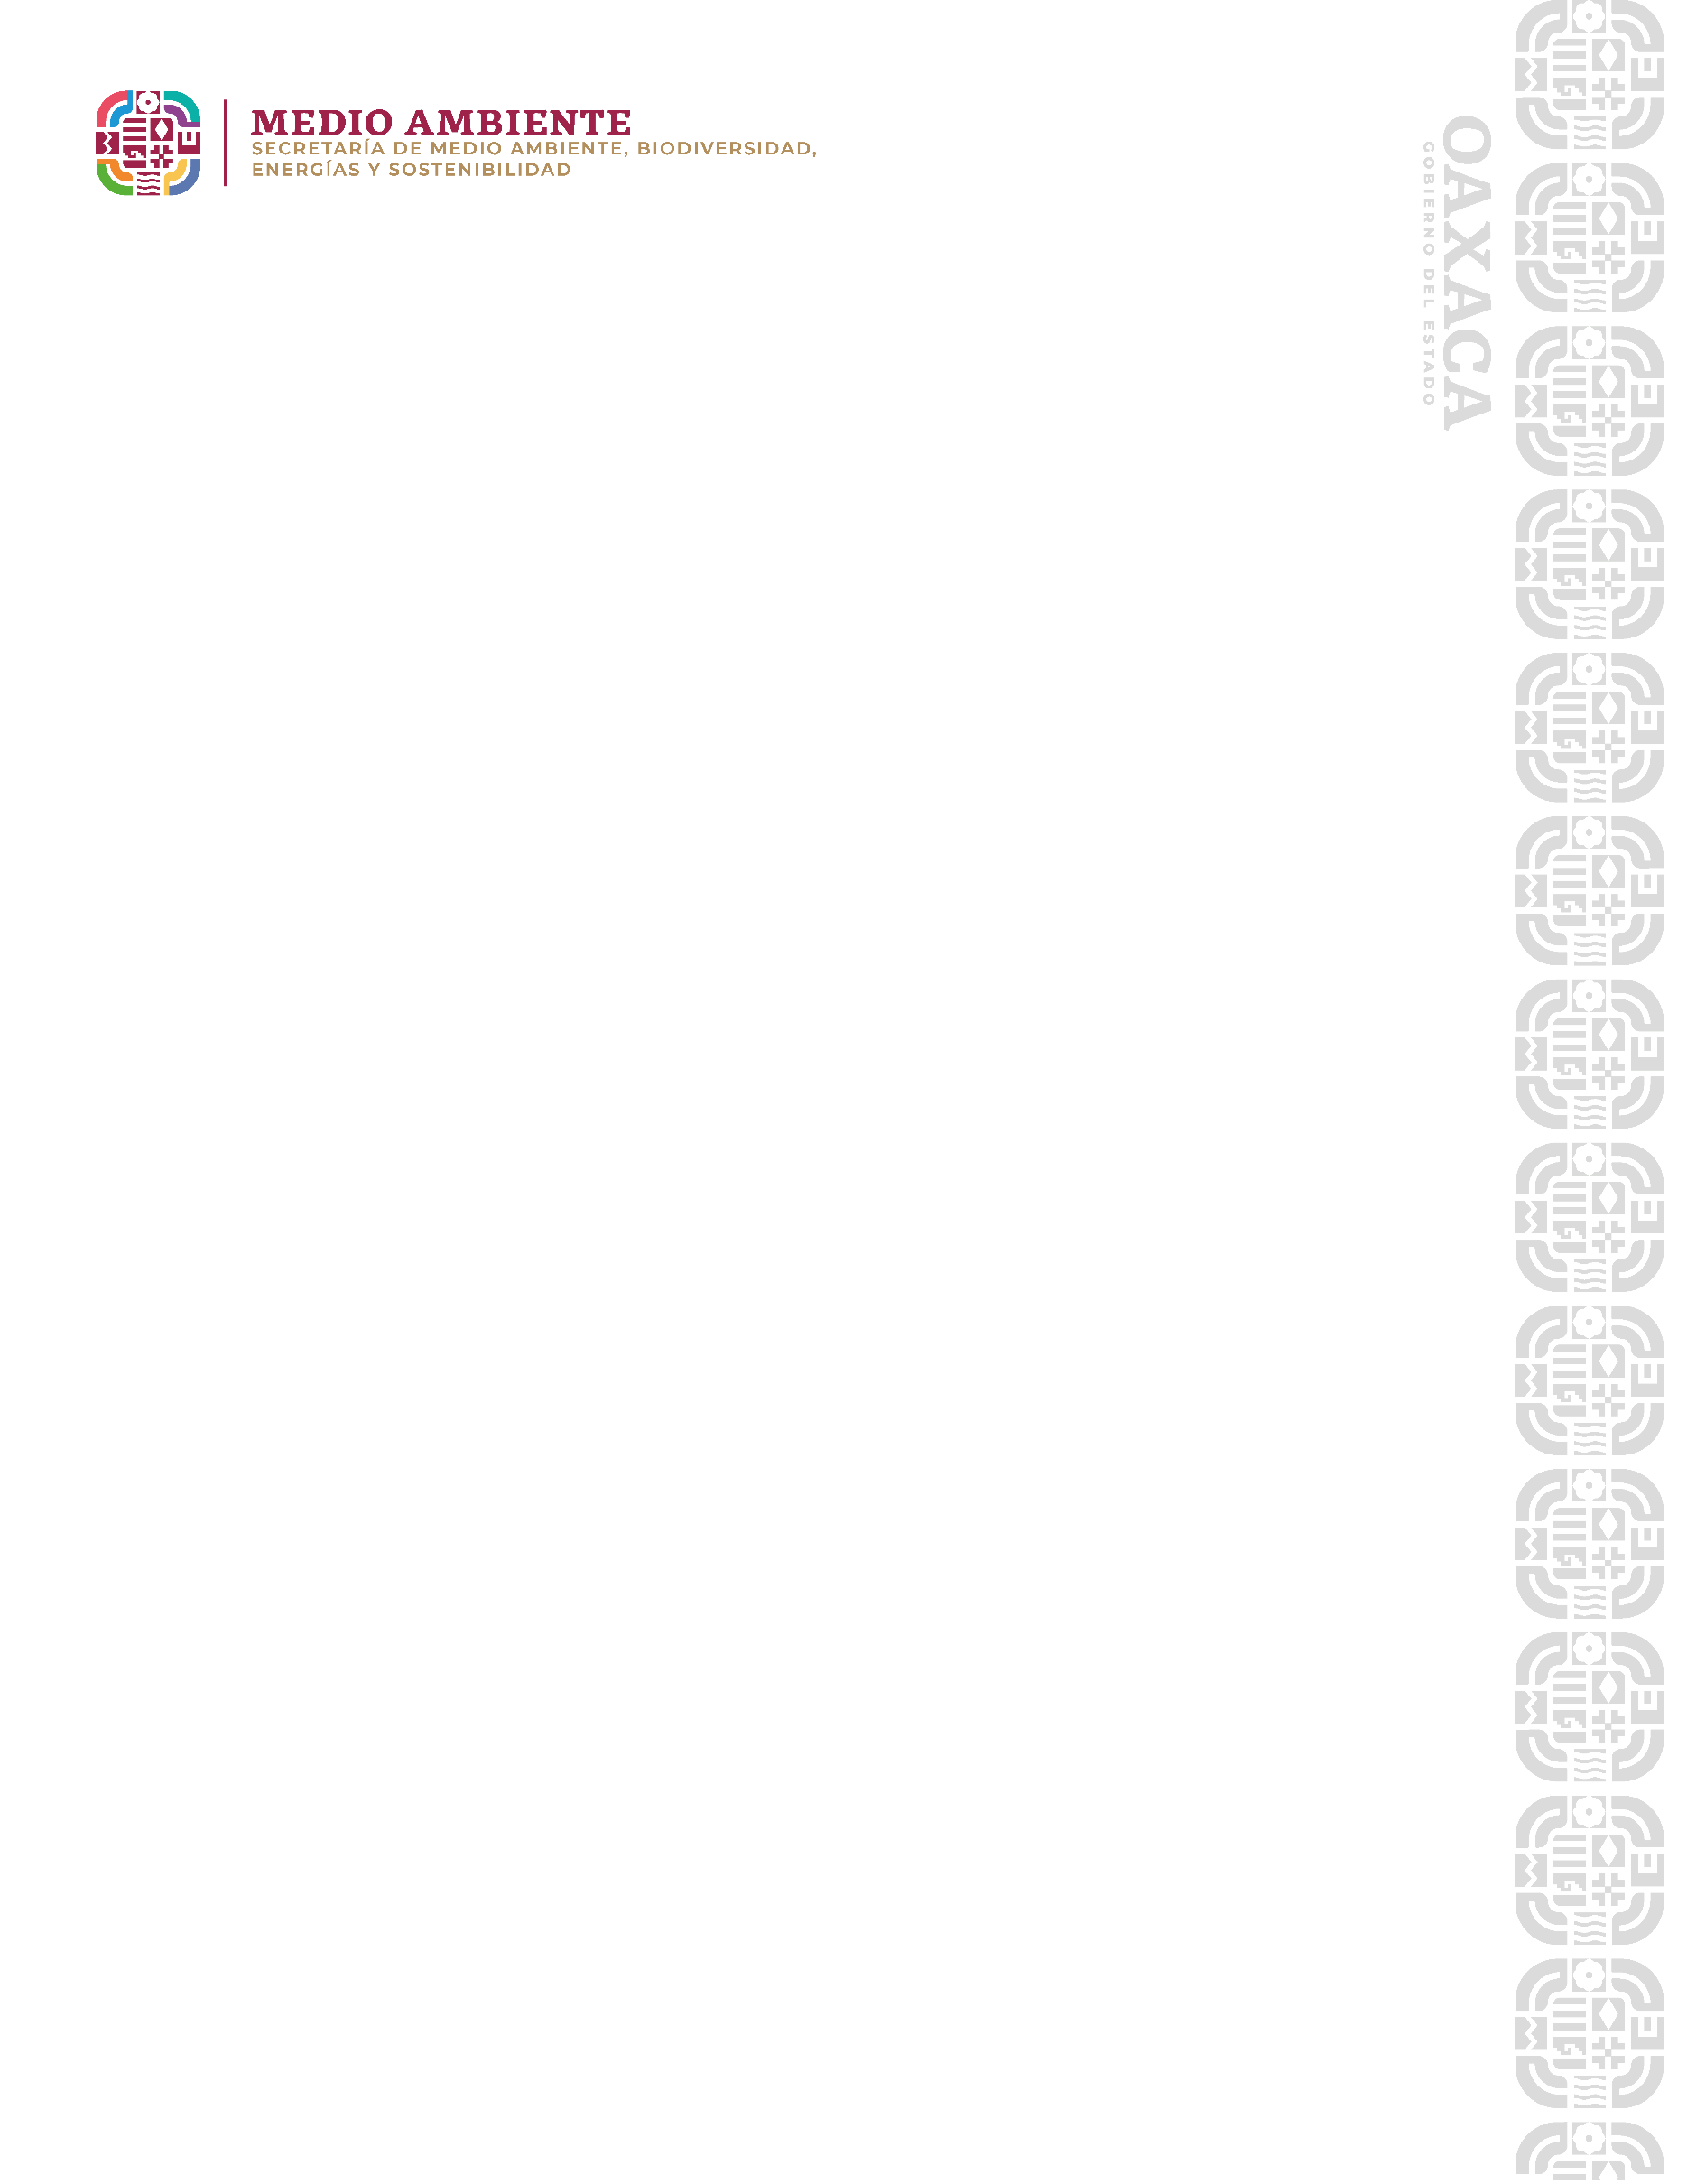 MEDIO AMBIENTE
SECRETARÍA DE MEDIO AMBIENTE, BIODIVERSIDAD,
ENERGÍAS Y SOSTENIBILIDAD
OAXACA
GOBIERNO DEL ESTADO